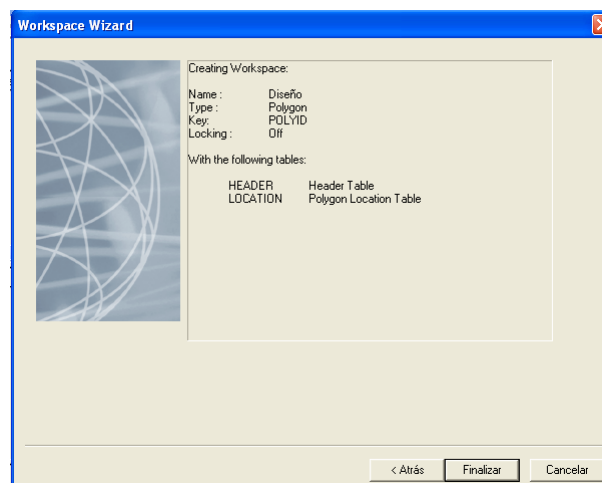 Workspace Wizard
Creating Workspace:
Name : Diseño
Type : Polygon
Key: POLYID
Locking : Off
With the following tables:
HEADER Header Table
LOCATION Polygon Location Table
< Atrás Finalizar Cancelar